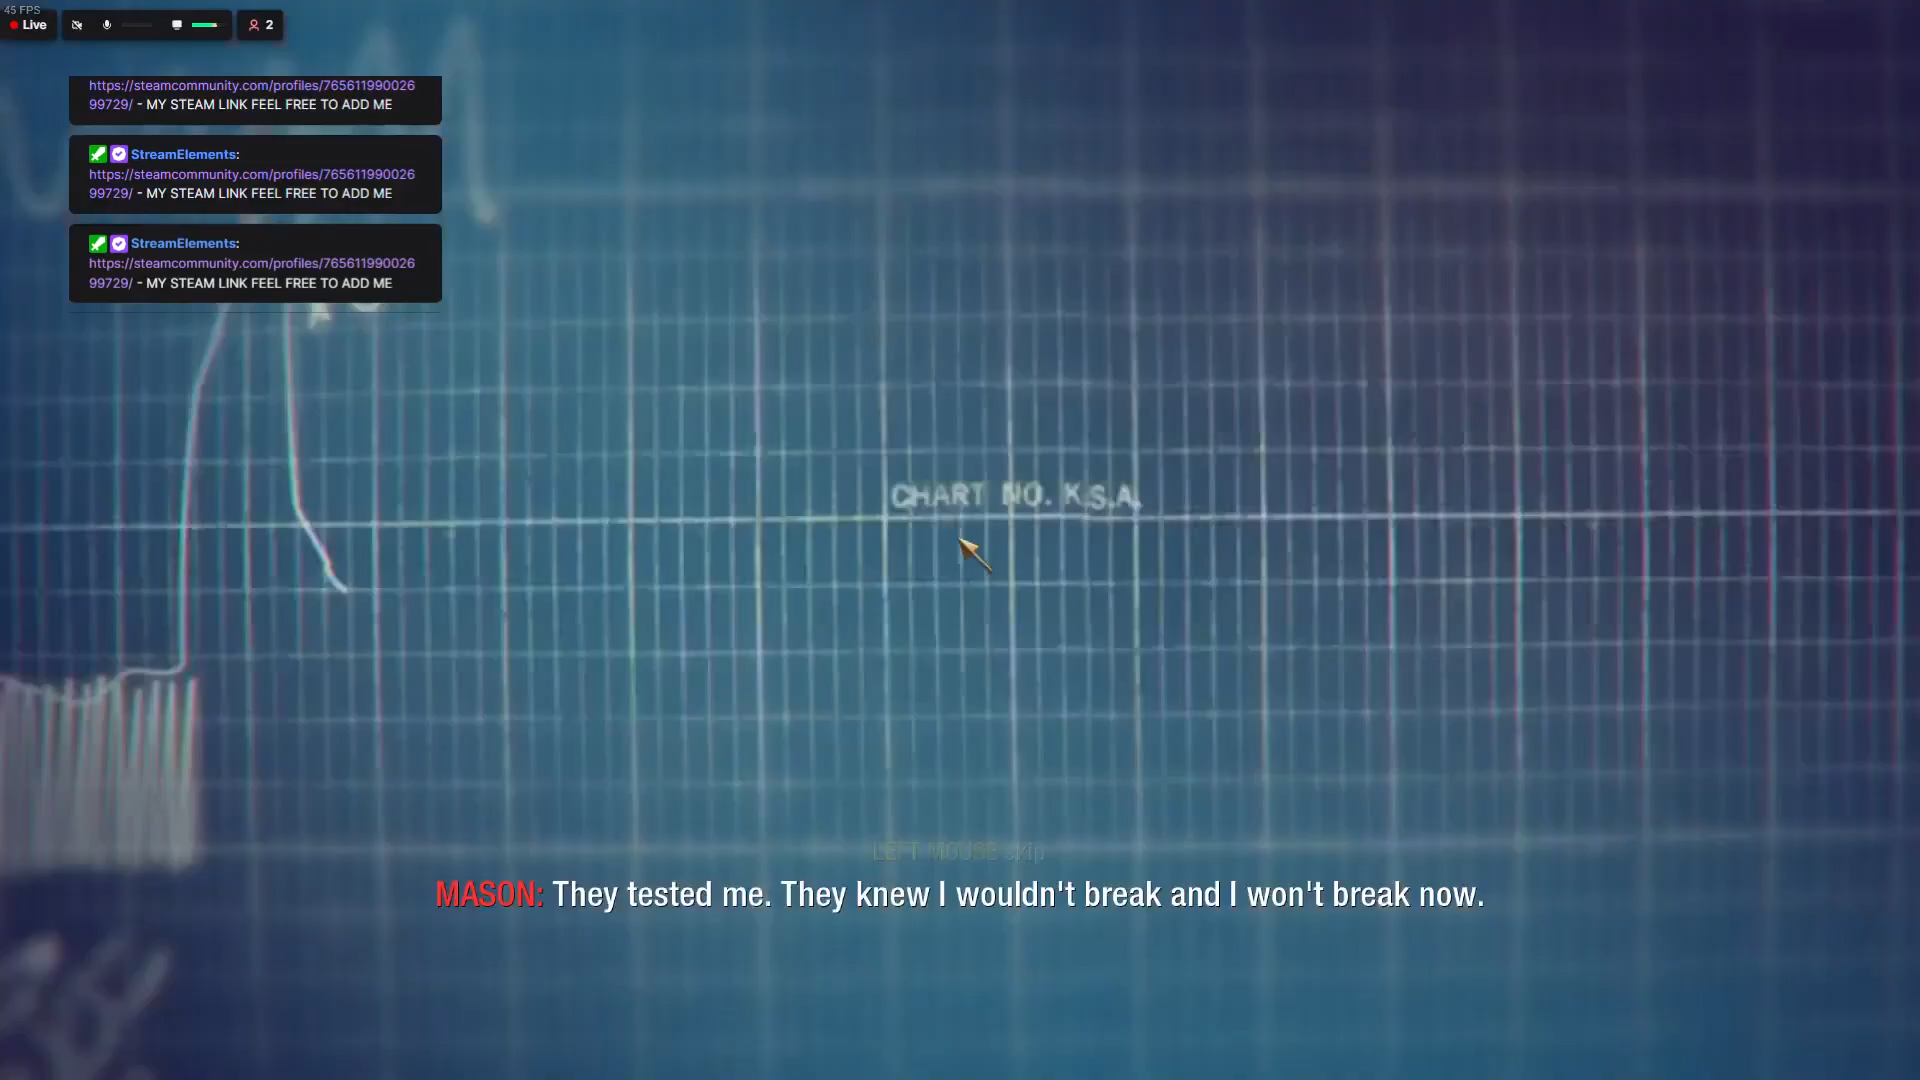 45 FPS
Live
2
https://steamcommunity.com/profiles/765611990026
99729/ - MY STEAM LINK FEEL FREE TO ADD ME
StreamElements:
https://steamcommunity.com/profiles/765611990026
99729/ - MY STEAM LINK FEEL FREE TO ADD ME
StreamElements:
https://steamcommunity.com/profiles/765611990026
99729/ - MY STEAM LINK FEEL FREE TO ADD ME
CHART NO. K.S.A.
LEFT MOUSE skip
MASON: They tested me. They knew I wouldn't break and I won't break now.